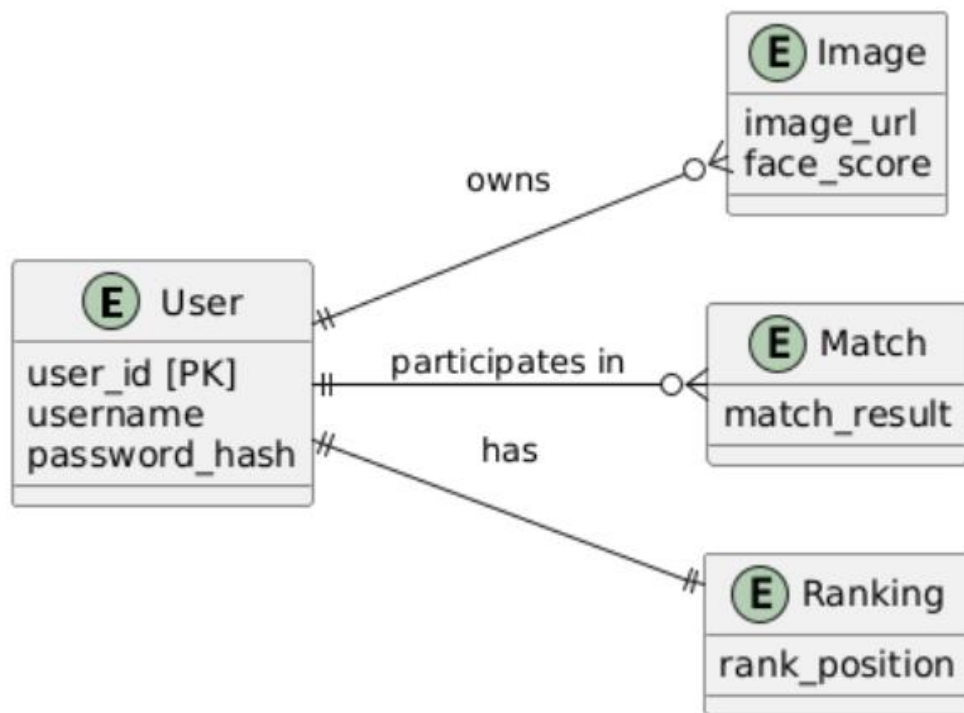 E Image
image_url
face_score
owns
E User
user_id [PK]
username
password_hash
participates in
E Match
match_result
has
E Ranking
rank_position